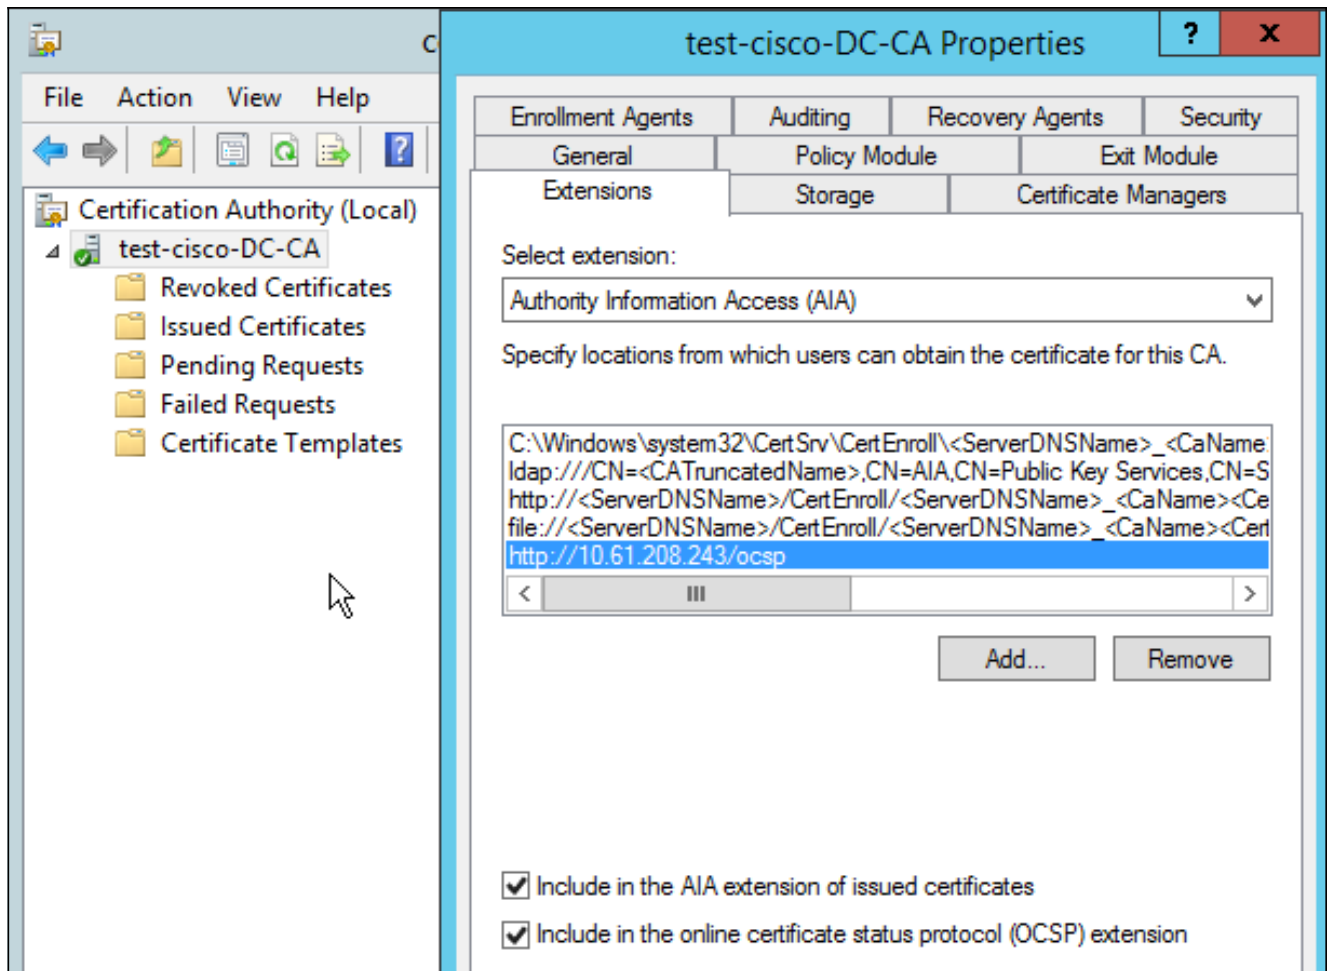 C
test-cisco-DC-CA Properties
?
x
File Action View Help
?
Certification Authority (Local)
test-cisco-DC-CA
Revoked Certificates
Issued Certificates
Pending Requests
Failed Requests
Certificate Templates
Enrollment Agents Auditing Recovery Agents Security
General Policy Module Exit Module
Extensions Storage Certificate Managers
Select extension:
Authority Information Access (AIA)
Specify locations from which users can obtain the certificate for this CA.
C:\Windows\system32\CertSrv\CertEnroll\<ServerDNSName>_<CaName>
ldap:///CN=<CATruncatedName>,CN=AIA,CN=Public Key Services,CN=S
http://<ServerDNSName>/CertEnroll/<ServerDNSName>_<CaName><Ce
file://<ServerDNSName>/CertEnroll/<ServerDNSName>_<CaName><Cert
http://10.61.208.243/ocsp
Add... Remove
Include in the AIA extension of issued certificates
Include in the online certificate status protocol (OCSP) extension